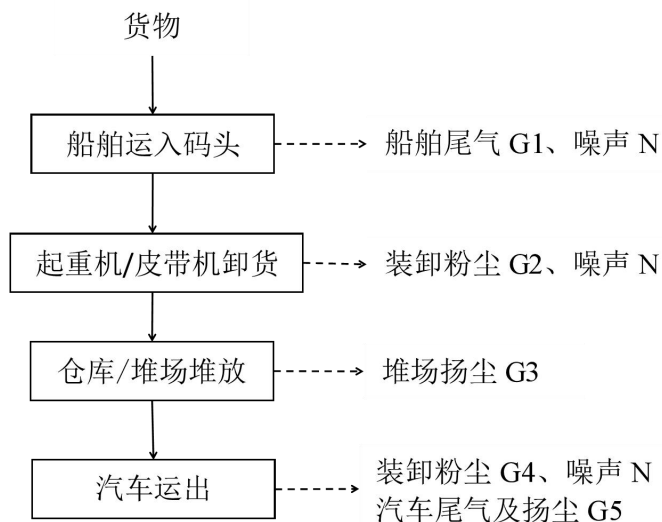 货物
船舶运入码头
船舶尾气 G1、噪声 N
起重机/皮带机卸货
装卸粉尘 G2、噪声 N
仓库/堆场堆放
堆场扬尘 G3
汽车运出
装卸粉尘 G4、噪声 N
汽车尾气及扬尘 G5